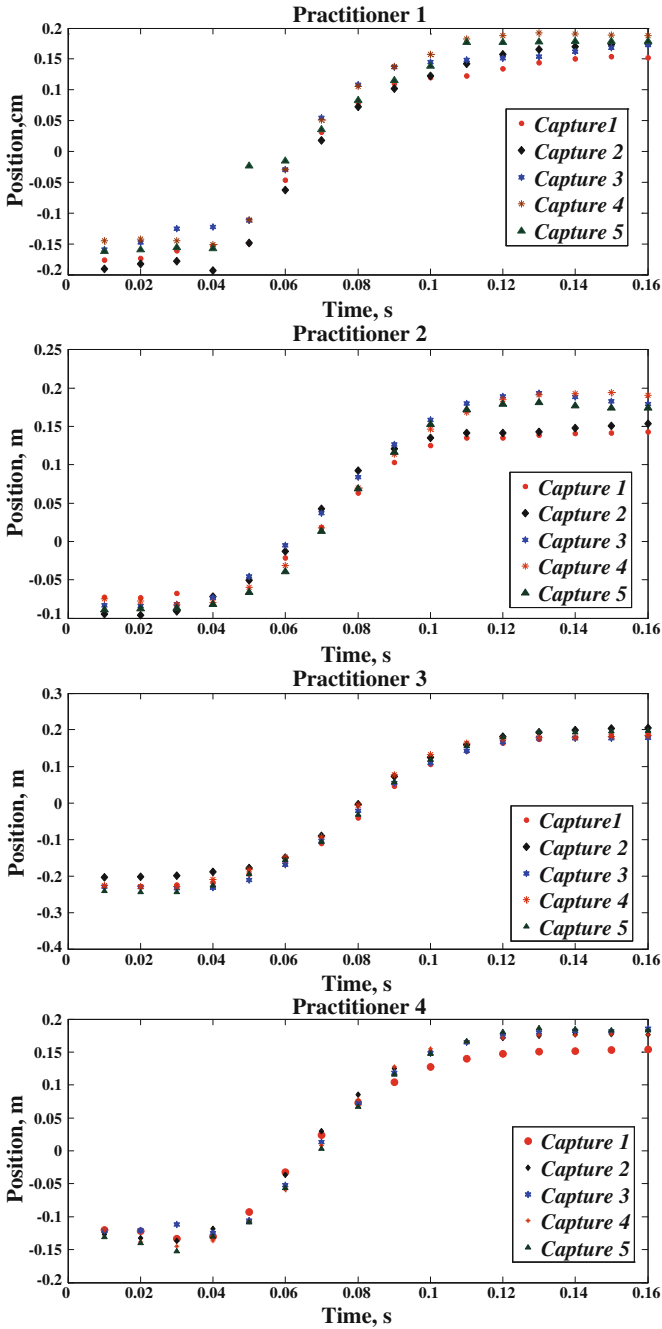 Practitioner 1
0.2
0.15
0.1
0.05
0
-0.05
-0.1
-0.15
-0.2
Position,cm
Capture1
Capture 2
Capture 3
Capture 4
Capture 5
0 0.02 0.04 0.06 0.08 0.1 0.12 0.14 0.16
Time, s
Practitioner 2
0.25
0.2
0.15
0.1
0.05
0
-0.05
-0.1
Position, m
Capture 1
Capture 2
Capture 3
Capture 4
Capture 5
0 0.02 0.04 0.06 0.08 0.1 0.12 0.14 0.16
Time, s
Practitioner 3
0.3
0.2
0.1
0
-0.1
-0.2
-0.3
-0.4
Position, m
Capture1
Capture 2
Capture 3
Capture 4
Capture 5
0 0.02 0.04 0.06 0.08 0.1 0.12 0.14 0.16
Time, s
Practitioner 4
0.2
0.15
0.1
0.05
0
-0.05
-0.1
-0.15
-0.2
Position, m
Capture 1
Capture 2
Capture 3
Capture 4
Capture 5
0 0.02 0.04 0.06 0.08 0.1 0.12 0.14 0.16
Time, s